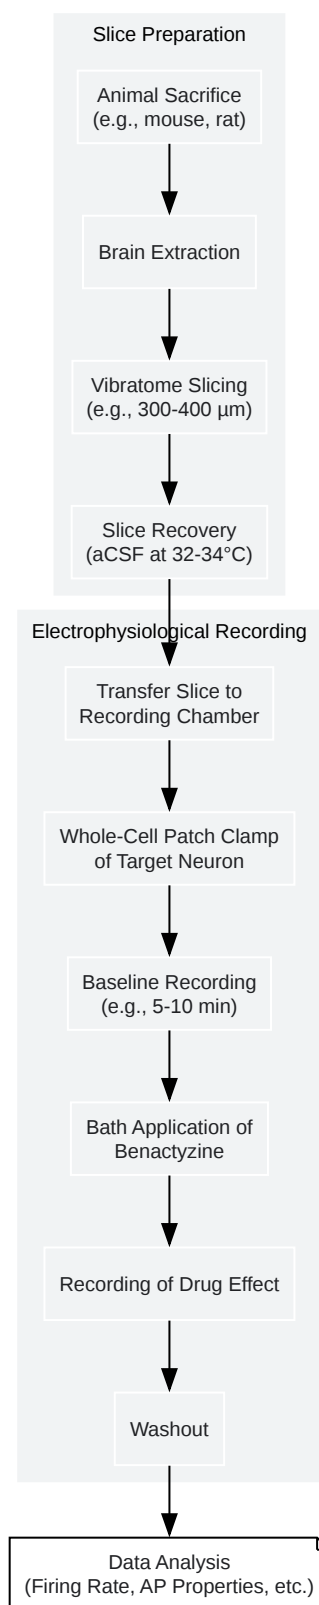 Slice Preparation
Animal Sacrifice
(e.g., mouse, rat)
Brain Extraction
Vibratome Slicing
(e.g., 300-400 µm)
Slice Recovery
(aCSF at 32-34°C)
Electrophysiological Recording
Transfer Slice to
Recording Chamber
Whole-Cell Patch Clamp
of Target Neuron
Baseline Recording
(e.g., 5-10 min)
Bath Application of
Benactyzine
Recording of Drug Effect
Washout
Data Analysis
(Firing Rate, AP Properties, etc.)